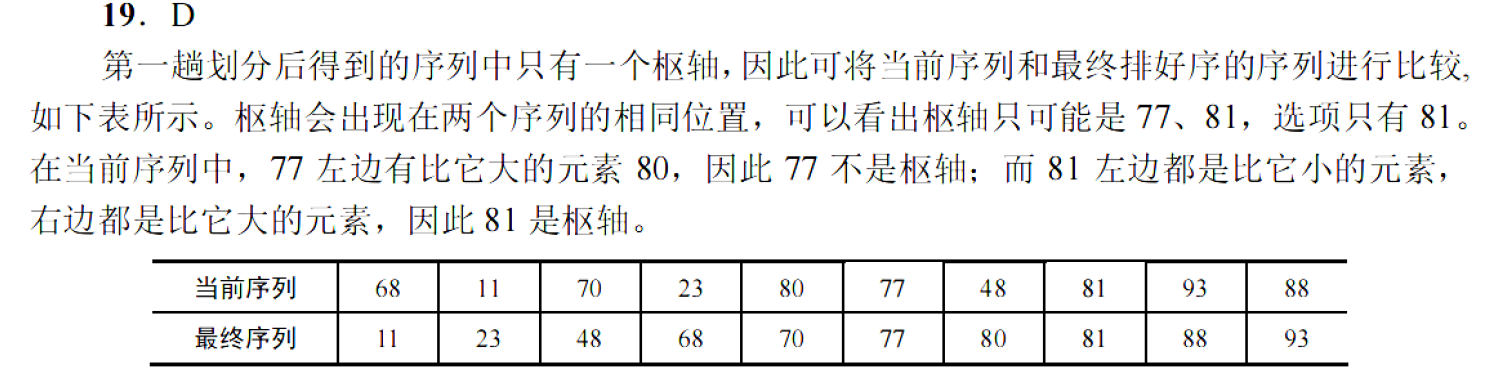 19．D
第一趟划分后得到的序列中只有一个枢轴，因此可将当前序列和最终排好序的序列进行比较，
如下表所示。枢轴会出现在两个序列的相同位置，可以看出枢轴只可能是 77、81，选项只有 81。
在当前序列中，77 左边有比它大的元素 80，因此 77 不是枢轴；而 81 左边都是比它小的元素，
右边都是比它大的元素，因此 81 是枢轴。
当前序列 68 11 70 23 80 77 48 81 93 88
最终序列 11 23 48 68 70 77 80 81 88 93